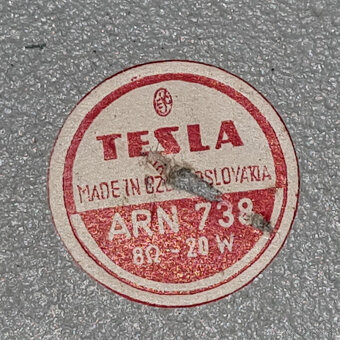 TESLA
MADE IN CZECHOSLOVAKIA
ARN 738
8Ω - 20 W